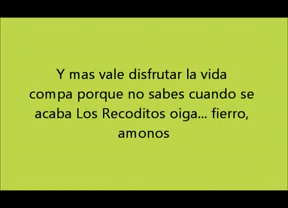 Y mas vale disfrutar la vida
compa porque no sabes cuando se
acaba Los Recoditos oiga... fierro,
amonos